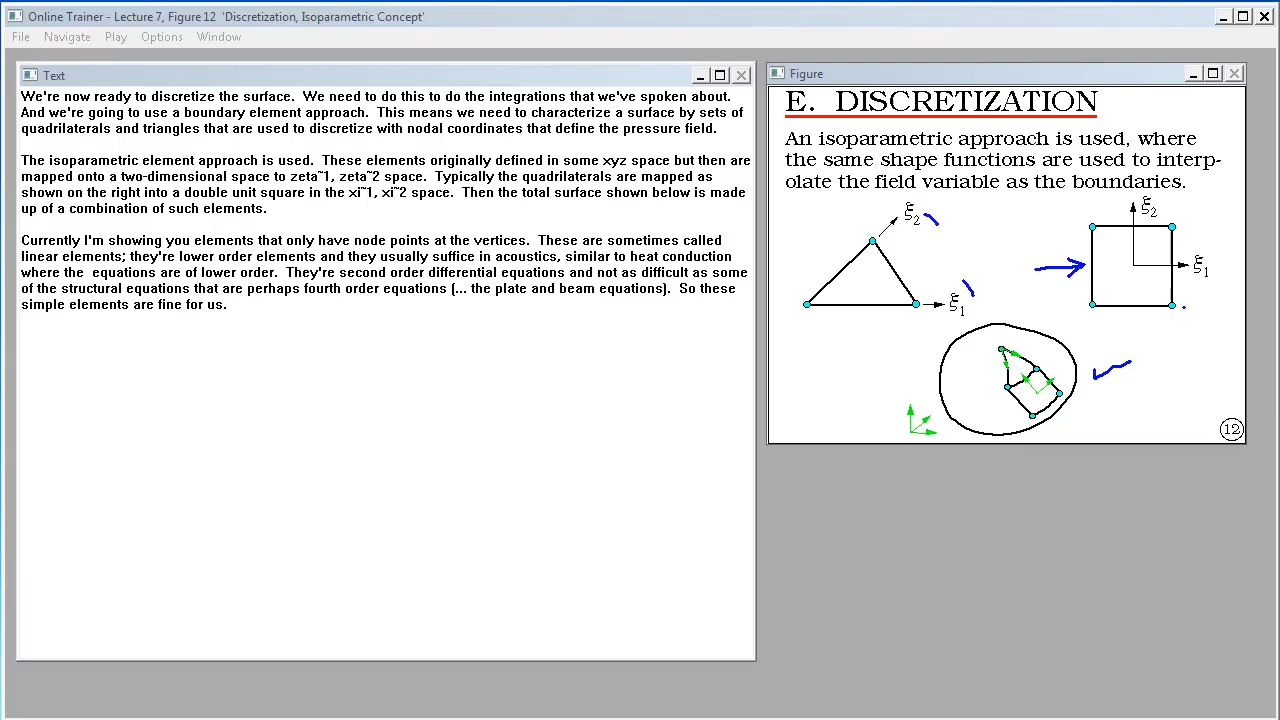 Online Trainer - Lecture 7, Figure 12 'Discretization, Isoparametric Concept'
File Navigate Play Options Window
Text
We're now ready to discretize the surface. We need to do this to do the integrations that we've spoken about.
And we're going to use a boundary element approach. This means we need to characterize a surface by sets of
quadrilaterals and triangles that are used to discretize with nodal coordinates that define the pressure field.
The isoparametric element approach is used. These elements originally defined in some xyz space but then are
mapped onto a two-dimensional space to zeta~1, zeta~2 space. Typically the quadrilaterals are mapped as
shown on the right into a double unit square in the xi~1, xi~2 space. Then the total surface shown below is made
up of a combination of such elements.
Currently I'm showing you elements that only have node points at the vertices. These are sometimes called
linear elements; they're lower order elements and they usually suffice in acoustics, similar to heat conduction
where the equations are of lower order. They're second order differential equations and not as difficult as some
of the structural equations that are perhaps fourth order equations (... the plate and beam equations). So these
simple elements are fine for us.
Figure
E. DISCRETIZATION
An isoparametric approach is used, where
the same shape functions are used to interp-
olate the field variable as the boundaries.
ξ2
ξ1
ξ2
ξ1
12